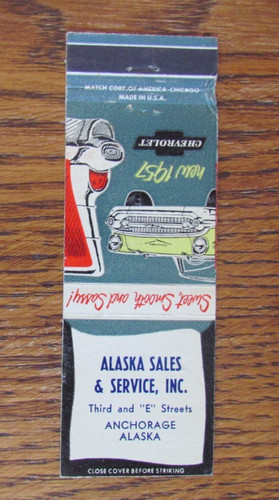 MATCH CORP. OF AMERICA-CHICAGO
MADE IN U.S.A.
CHEVROLET
new 1957
Sweet, Smooth and Sassy!
ALASKA SALES
& SERVICE, INC.
Third and "E" Streets
ANCHORAGE
ALASKA
CLOSE COVER BEFORE STRIKING